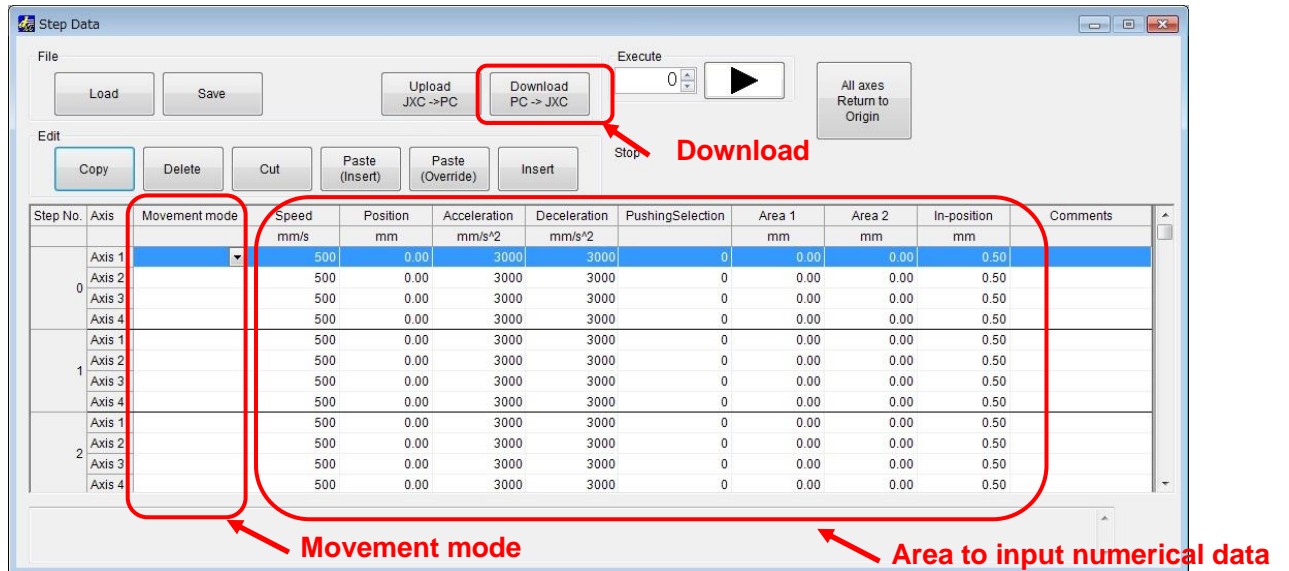 Step Data
File
Execute
Load
Save
Upload
JXC ->PC
Download
PC -> JXC
0
All axes
Return to
Origin
Edit
Copy
Delete
Cut
Paste
(Insert)
Paste
(Override)
Insert
Stop
Download
Step No. Axis Movement mode Speed Position Acceleration Deceleration PushingSelection Area 1 Area 2 In-position Comments
mm/s mm mm/s^2 mm/s^2 mm mm mm
0
Axis 1 500 0.00 3000 3000 0 0.00 0.00 0.50
Axis 2 500 0.00 3000 3000 0 0.00 0.00 0.50
Axis 3 500 0.00 3000 3000 0 0.00 0.00 0.50
Axis 4 500 0.00 3000 3000 0 0.00 0.00 0.50
1
Axis 1 500 0.00 3000 3000 0 0.00 0.00 0.50
Axis 2 500 0.00 3000 3000 0 0.00 0.00 0.50
Axis 3 500 0.00 3000 3000 0 0.00 0.00 0.50
Axis 4 500 0.00 3000 3000 0 0.00 0.00 0.50
2
Axis 1 500 0.00 3000 3000 0 0.00 0.00 0.50
Axis 2 500 0.00 3000 3000 0 0.00 0.00 0.50
Axis 3 500 0.00 3000 3000 0 0.00 0.00 0.50
Axis 4 500 0.00 3000 3000 0 0.00 0.00 0.50
Movement mode
Area to input numerical data